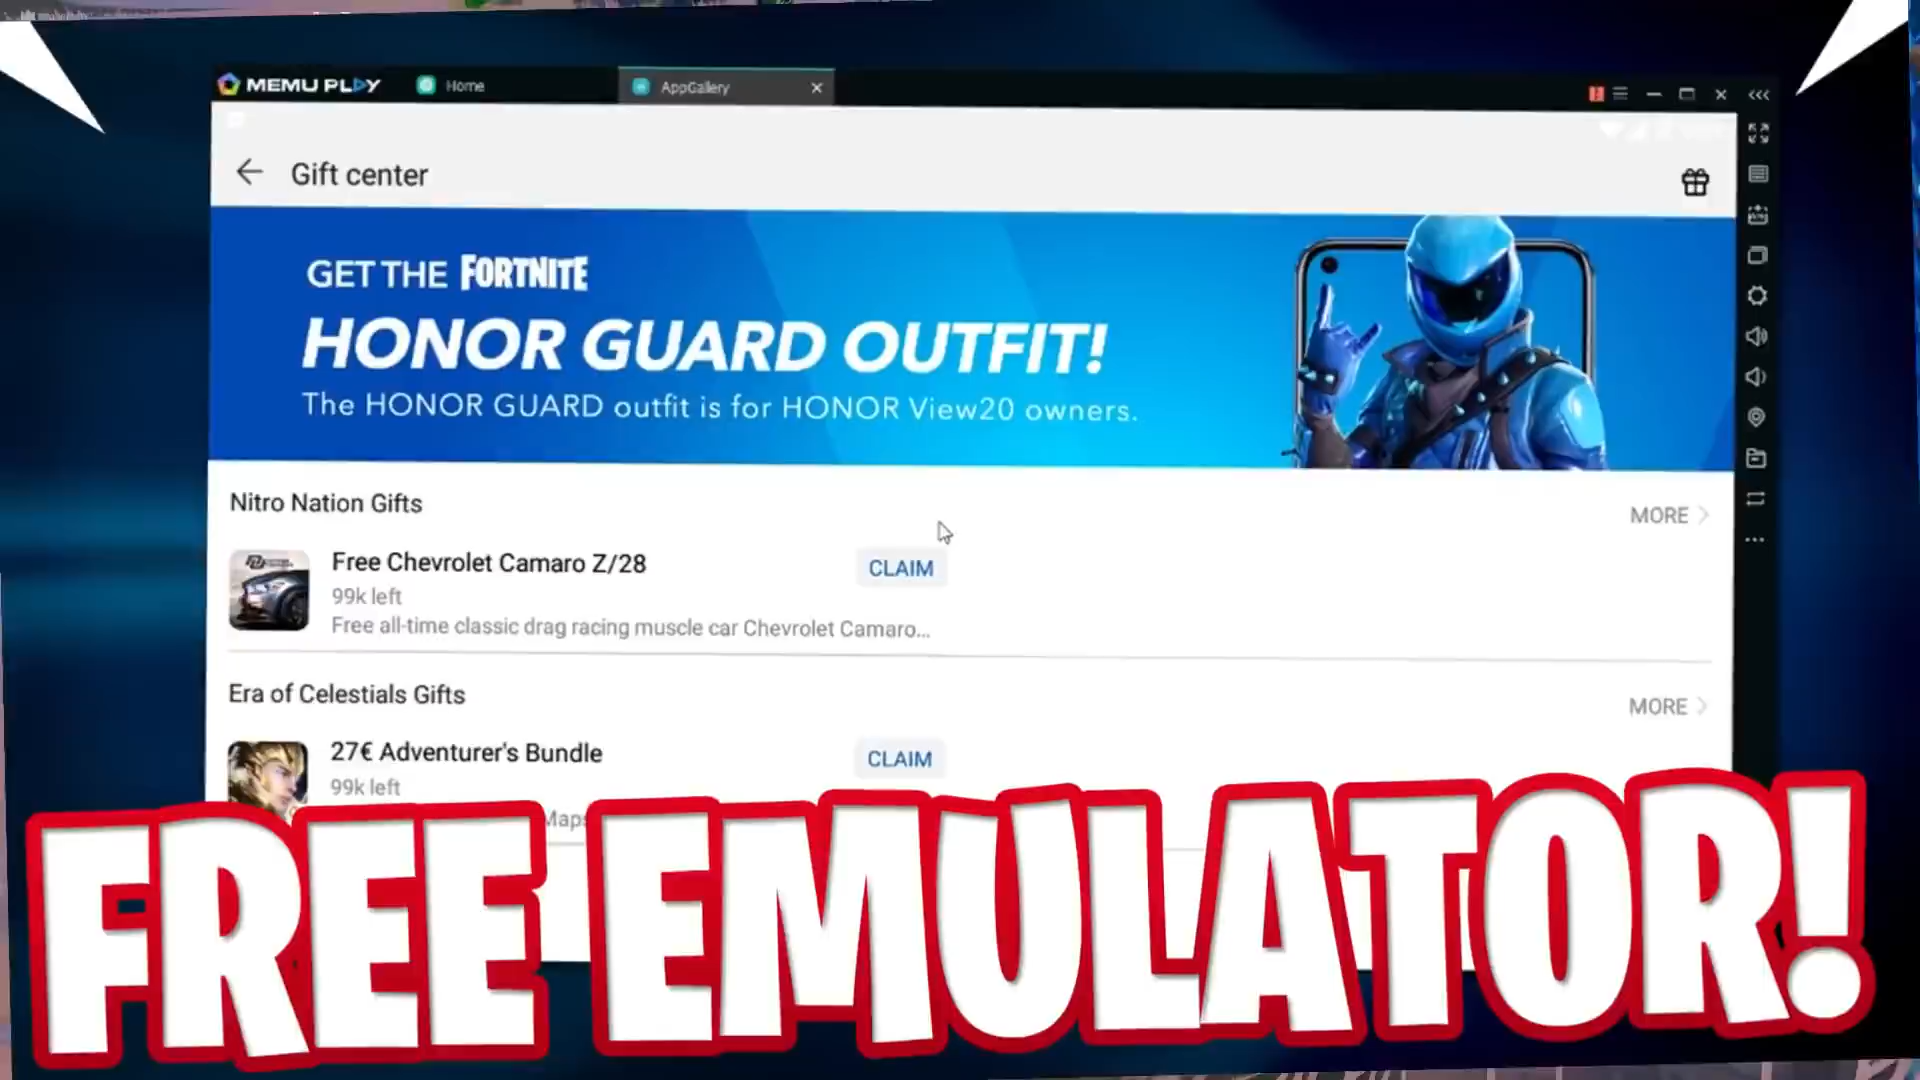 MEMU PLAY
Home
AppGallery
Gift center
GET THE FORTNITE
HONOR GUARD OUTFIT!
The HONOR GUARD outfit is for HONOR View20 owners.
Nitro Nation Gifts
MORE
Free Chevrolet Camaro Z/28
CLAIM
99k left
Free all-time classic drag racing muscle car Chevrolet Camaro...
Era of Celestials Gifts
MORE
27€ Adventurer's Bundle
CLAIM
99k left
Maps
FREE EMULATOR!